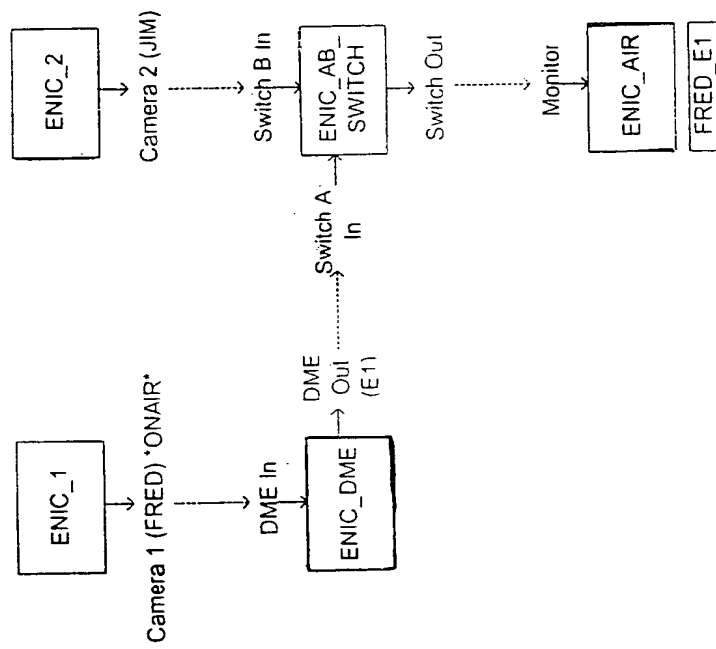 ENIC_1
Camera 1 (FRED) *ONAIR*
DME In
ENIC_DME
DME
Out
(E1)
ENIC_2
Camera 2 (JIM)
Switch B In
Switch A
In
ENIC_AB_
SWITCH
Switch Out
Monitor
ENIC_AIR
FRED_E1